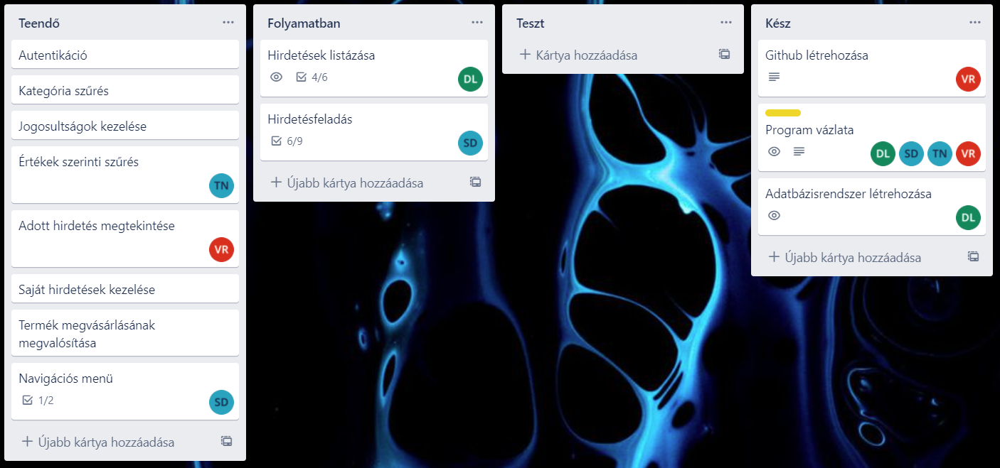 Teendő
Autentikáció
Kategória szűrés
Jogosultságok kezelése
Értékek szerinti szűrés
TN
Adott hirdetés megtekintése
VR
Saját hirdetések kezelése
Termék megvásárlásának
megvalósítása
Navigációs menü
1/2
SD
Újabb kártya hozzáadása
Folyamatban
Hirdetések listázása
4/6
DL
Hirdetésfeladás
6/9
SD
Újabb kártya hozzáadása
Teszt
Kártya hozzáadása
Kész
Github létrehozása
VR
Program vázlata
DL SD TN VR
Adatbázisrendszer létrehozása
DL
Újabb kártya hozzáadása